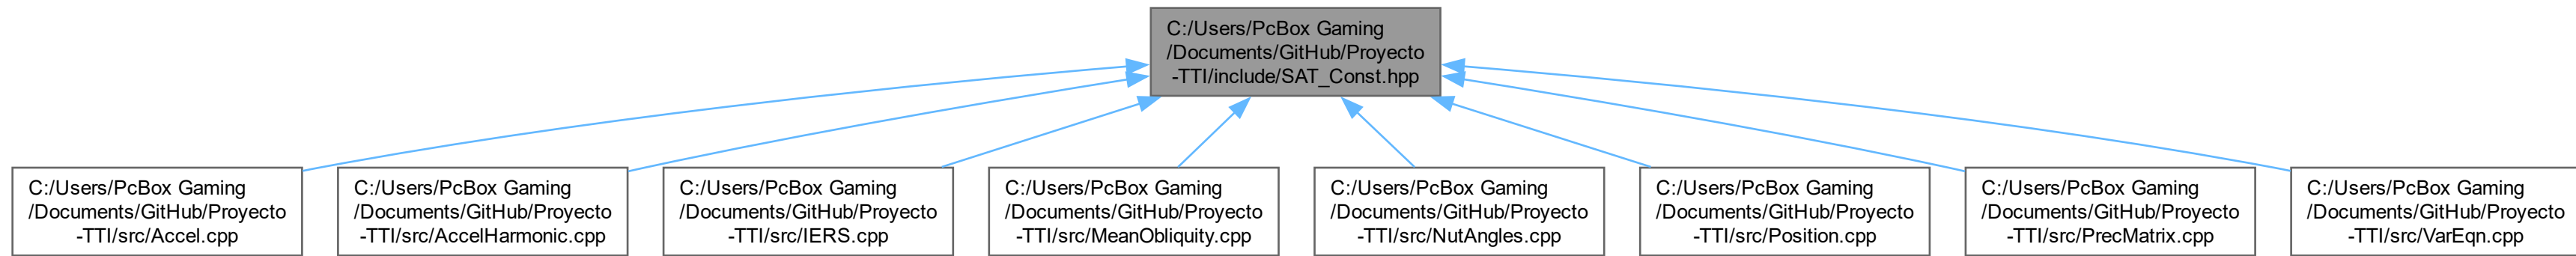 C:/Users/PcBox Gaming
/Documents/GitHub/Proyecto
-TTI/include/SAT_Const.hpp
C:/Users/PcBox Gaming
/Documents/GitHub/Proyecto
-TTI/src/Accel.cpp
C:/Users/PcBox Gaming
/Documents/GitHub/Proyecto
-TTI/src/AccelHarmonic.cpp
C:/Users/PcBox Gaming
/Documents/GitHub/Proyecto
-TTI/src/IERS.cpp
C:/Users/PcBox Gaming
/Documents/GitHub/Proyecto
-TTI/src/MeanObliquity.cpp
C:/Users/PcBox Gaming
/Documents/GitHub/Proyecto
-TTI/src/NutAngles.cpp
C:/Users/PcBox Gaming
/Documents/GitHub/Proyecto
-TTI/src/Position.cpp
C:/Users/PcBox Gaming
/Documents/GitHub/Proyecto
-TTI/src/PrecMatrix.cpp
C:/Users/PcBox Gaming
/Documents/GitHub/Proyecto
-TTI/src/VarEqn.cpp